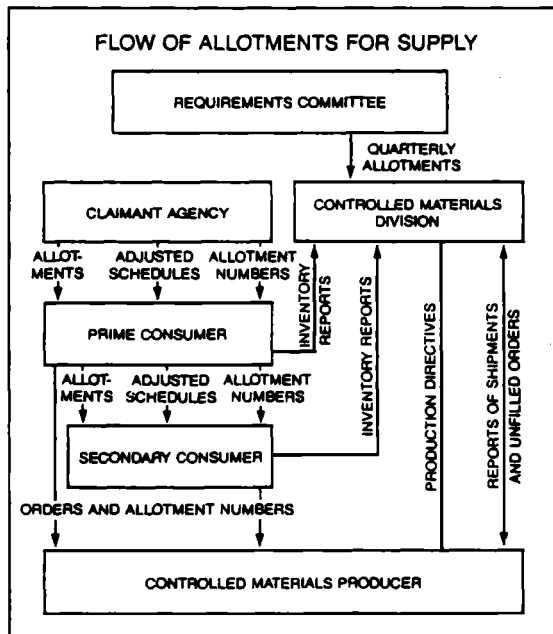 FLOW OF ALLOTMENTS FOR SUPPLY
REQUIREMENTS COMMITTEE
QUARTERLY
ALLOTMENTS
CLAIMANT AGENCY
CONTROLLED MATERIALS
DIVISION
ALLOT-
MENTS
ADJUSTED
SCHEDULES
ALLOTMENT
NUMBERS
INVENTORY
REPORTS
PRIME CONSUMER
INVENTORY REPORTS
PRODUCTION DIRECTIVES
REPORTS OF SHIPMENTS
AND UNFILLED ORDERS
ALLOT-
MENTS
ADJUSTED
SCHEDULES
ALLOTMENT
NUMBERS
SECONDARY CONSUMER
ORDERS AND ALLOTMENT NUMBERS
CONTROLLED MATERIALS PRODUCER